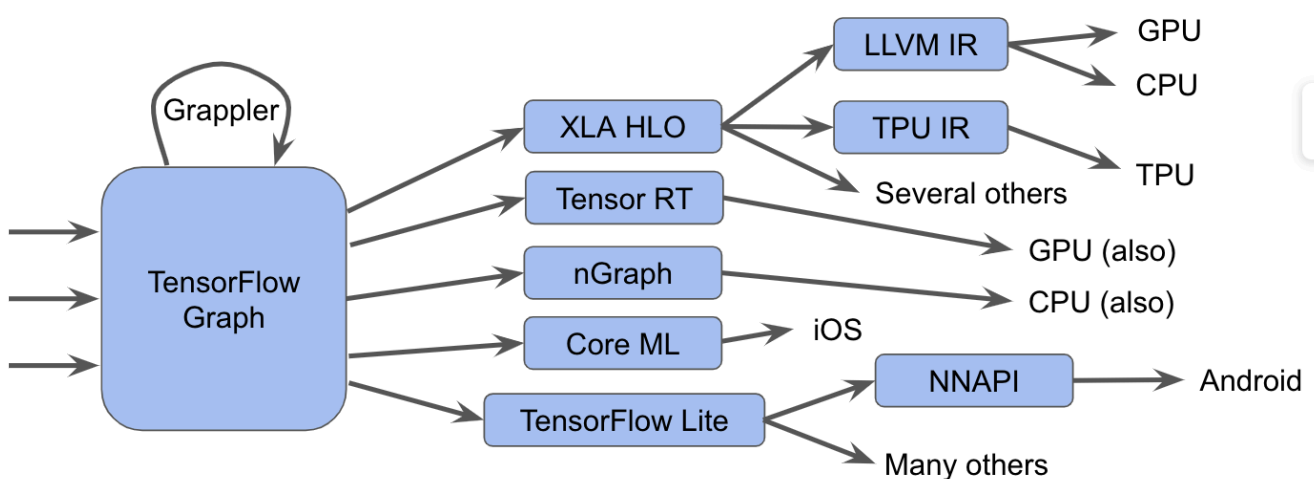 LLVM IR
GPU
CPU
Grappler
XLA HLO
TPU IR
TPU
Several others
Tensor RT
GPU (also)
TensorFlow
Graph
nGraph
CPU (also)
Core ML
iOS
NNAPI
Android
TensorFlow Lite
Many others